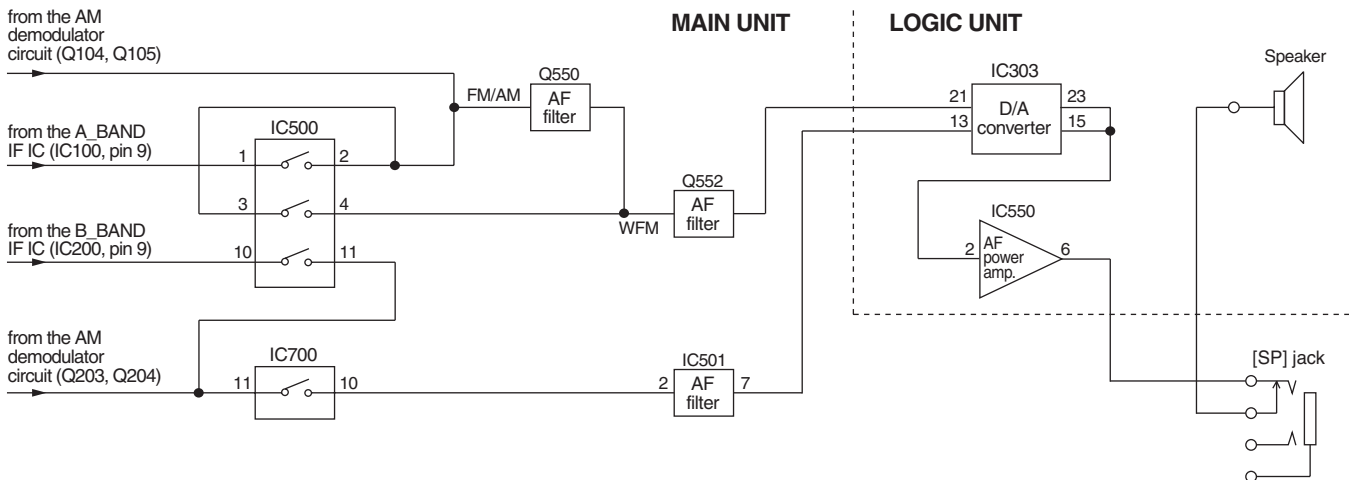 from the AM
demodulator
circuit (Q104, Q105)
MAIN UNIT
LOGIC UNIT
Speaker
Q550
AF
filter
FM/AM
IC303
21
13
D/A
converter
23
15
from the A_BAND
IF IC (IC100, pin 9)
IC500
1
2
3
4
10
11
WFM
Q552
AF
filter
from the B_BAND
IF IC (IC200, pin 9)
IC550
2
AF
power
amp.
6
from the AM
demodulator
circuit (Q203, Q204)
IC700
11
10
IC501
2
AF
filter
7
[SP] jack